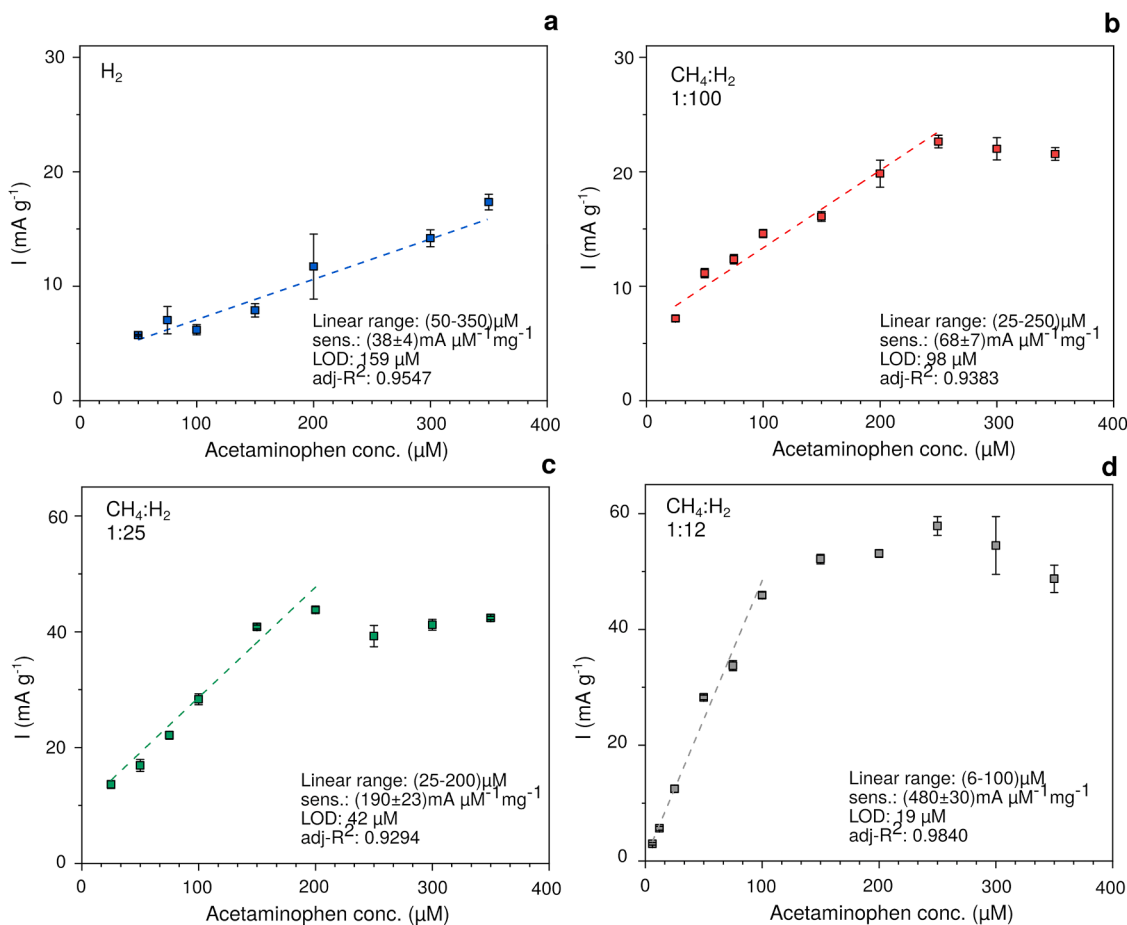 a
H2
30
20
10
0
I (mA g-1)
Linear range: (50-350)µM
sens.: (38±4)mA µM-1mg-1
LOD: 159 µM
adj-R2: 0.9547
0 100 200 300 400
Acetaminophen conc. (µM)
b
CH4:H2
1:100
30
20
10
0
I (mA g-1)
Linear range: (25-250)µM
sens.: (68±7)mA µM-1mg-1
LOD: 98 µM
adj-R2: 0.9383
0 100 200 300 400
Acetaminophen conc. (µM)
c
CH4:H2
1:25
60
40
20
0
I (mA g-1)
Linear range: (25-200)µM
sens.: (190±23)mA µM-1mg-1
LOD: 42 µM
adj-R2: 0.9294
0 100 200 300 400
Acetaminophen conc. (µM)
d
CH4:H2
1:12
60
40
20
0
I (mA g-1)
Linear range: (6-100)µM
sens.: (480±30)mA µM-1mg-1
LOD: 19 µM
adj-R2: 0.9840
0 100 200 300 400
Acetaminophen conc. (µM)